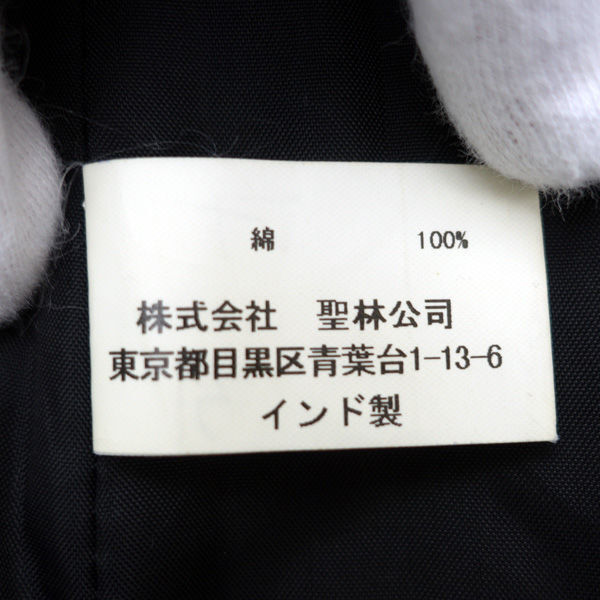 綿 100%
株式会社 聖林公司
東京都目黒区青葉台1-13-6
インド製